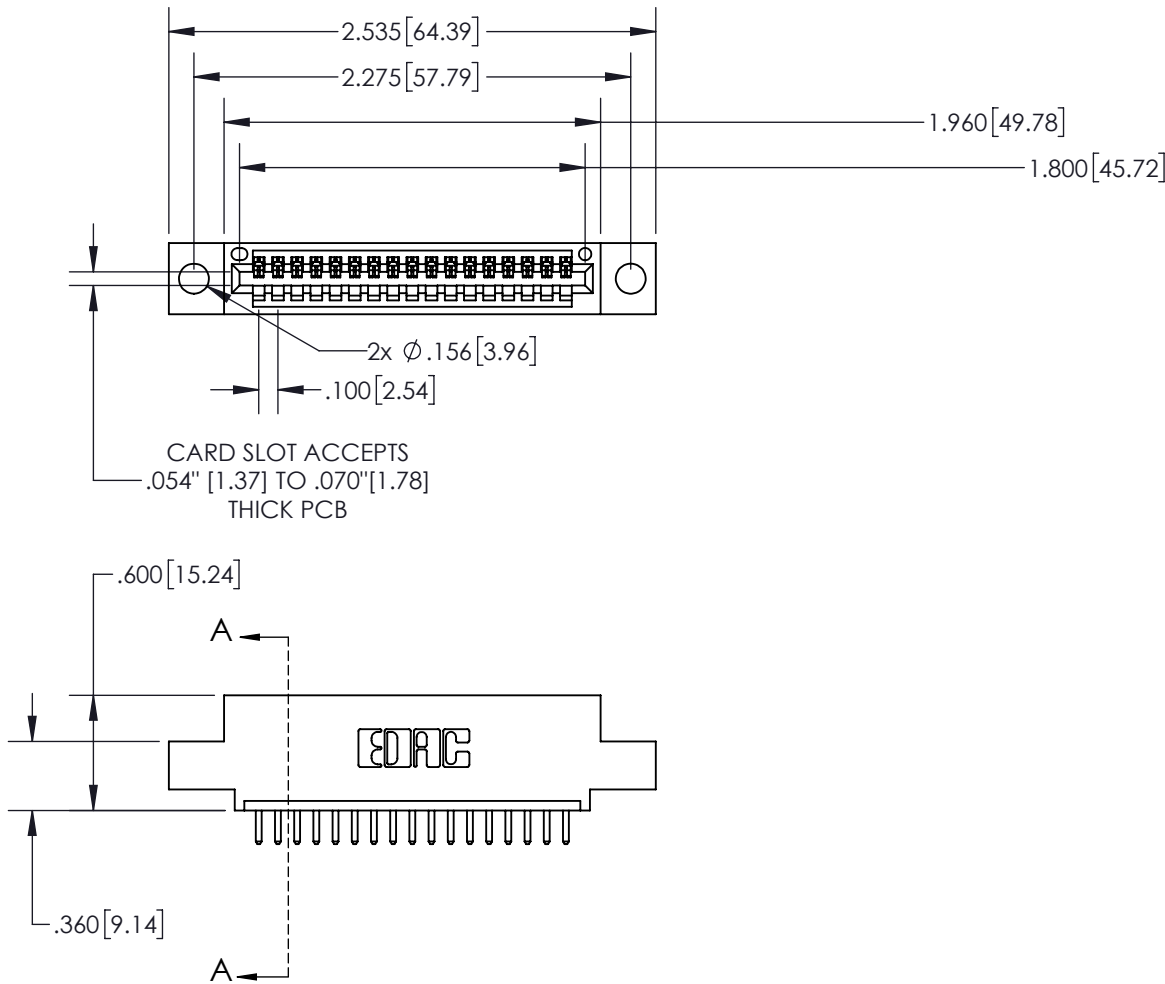 2.535[64.39]
2.275[57.79]
1.960[49.78]
1.800[45.72]
2x Ø.156[3.96]
.100[2.54]
CARD SLOT ACCEPTS
.054" [1.37] TO .070"[1.78]
THICK PCB
.600[15.24]
A
EDAC
.360[9.14]
A